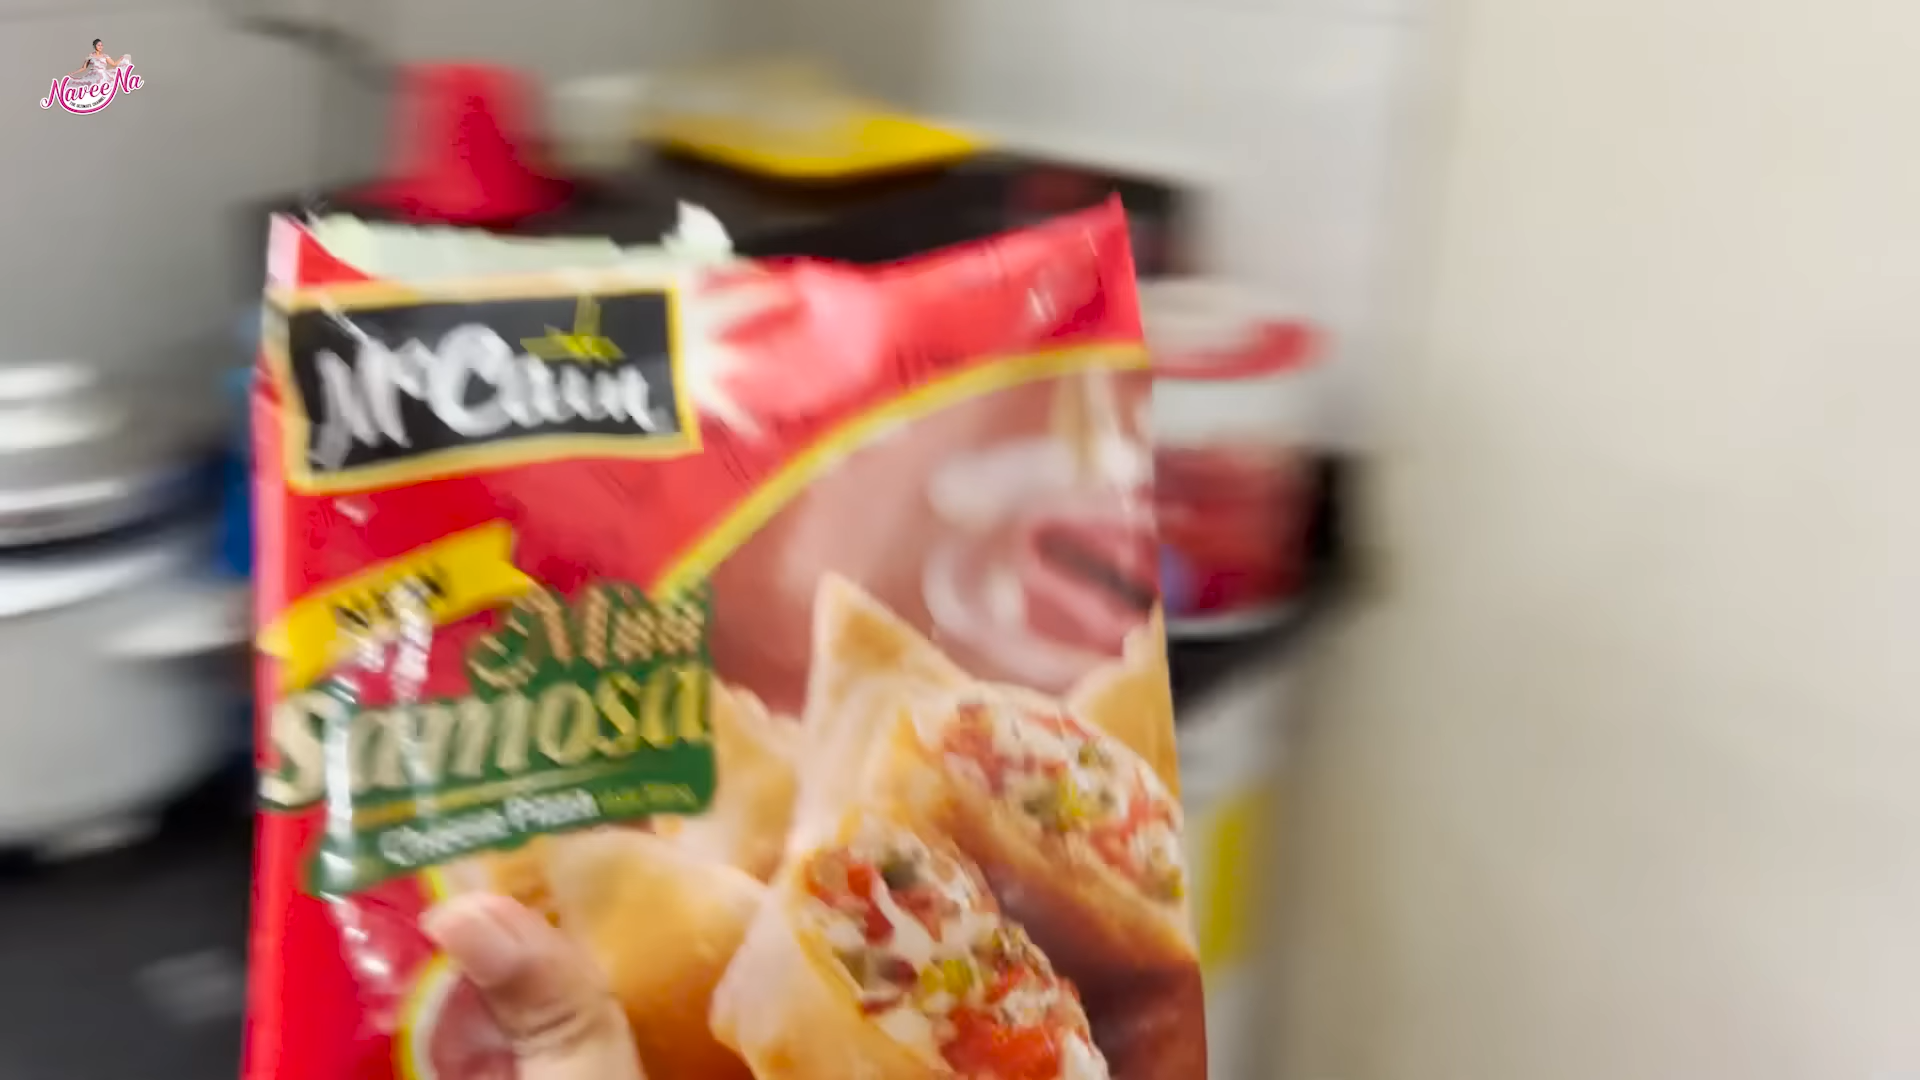 NaveeNa
McCain
NEW
Mini
Samosa
Cheese Pizza